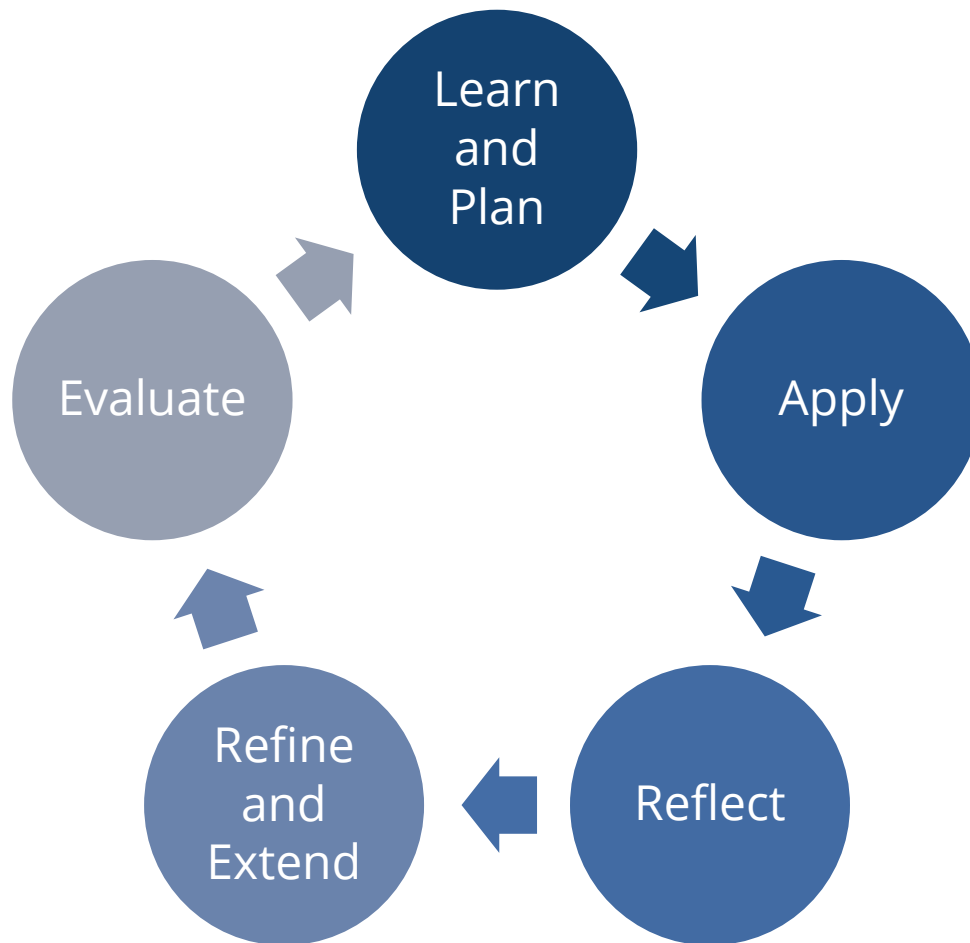 Learn
and
Plan
Apply
Reflect
Refine
and
Extend
Evaluate